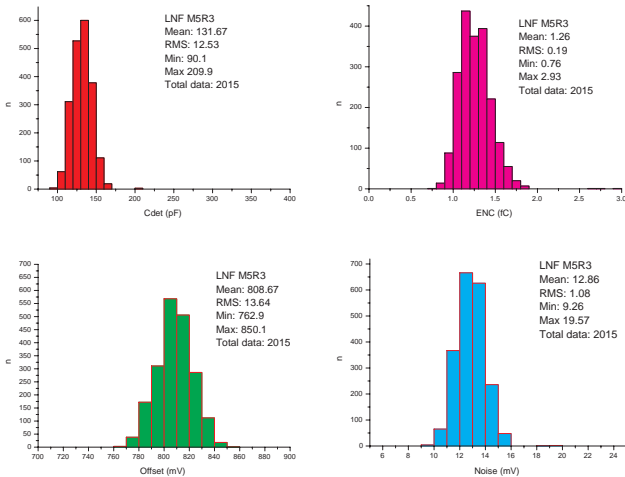 LNF M5R3
Mean: 131.67
RMS: 12.53
Min: 90.1
Max 209.9
Total data: 2015
600
500
400
300
200
100
0
n
100 150 200 250 300 350 400
Cdet (pF)
LNF M5R3
Mean: 1.26
RMS: 0.19
Min: 0.76
Max 2.93
Total data: 2015
400
300
200
100
0
n
0.0 0.5 1.0 1.5 2.0 2.5 3.0
ENC (fC)
LNF M5R3
Mean: 808.67
RMS: 13.64
Min: 762.9
Max: 850.1
Total data: 2015
700
650
600
550
500
450
400
350
300
250
200
150
100
50
0
n
700 720 740 760 780 800 820 840 860 880 900
Offset (mV)
LNF M5R3
Mean: 12.86
RMS: 1.08
Min: 9.26
Max 19.57
Total data: 2015
700
600
500
400
300
200
100
0
n
6 8 10 12 14 16 18 20 22 24
Noise (mV)